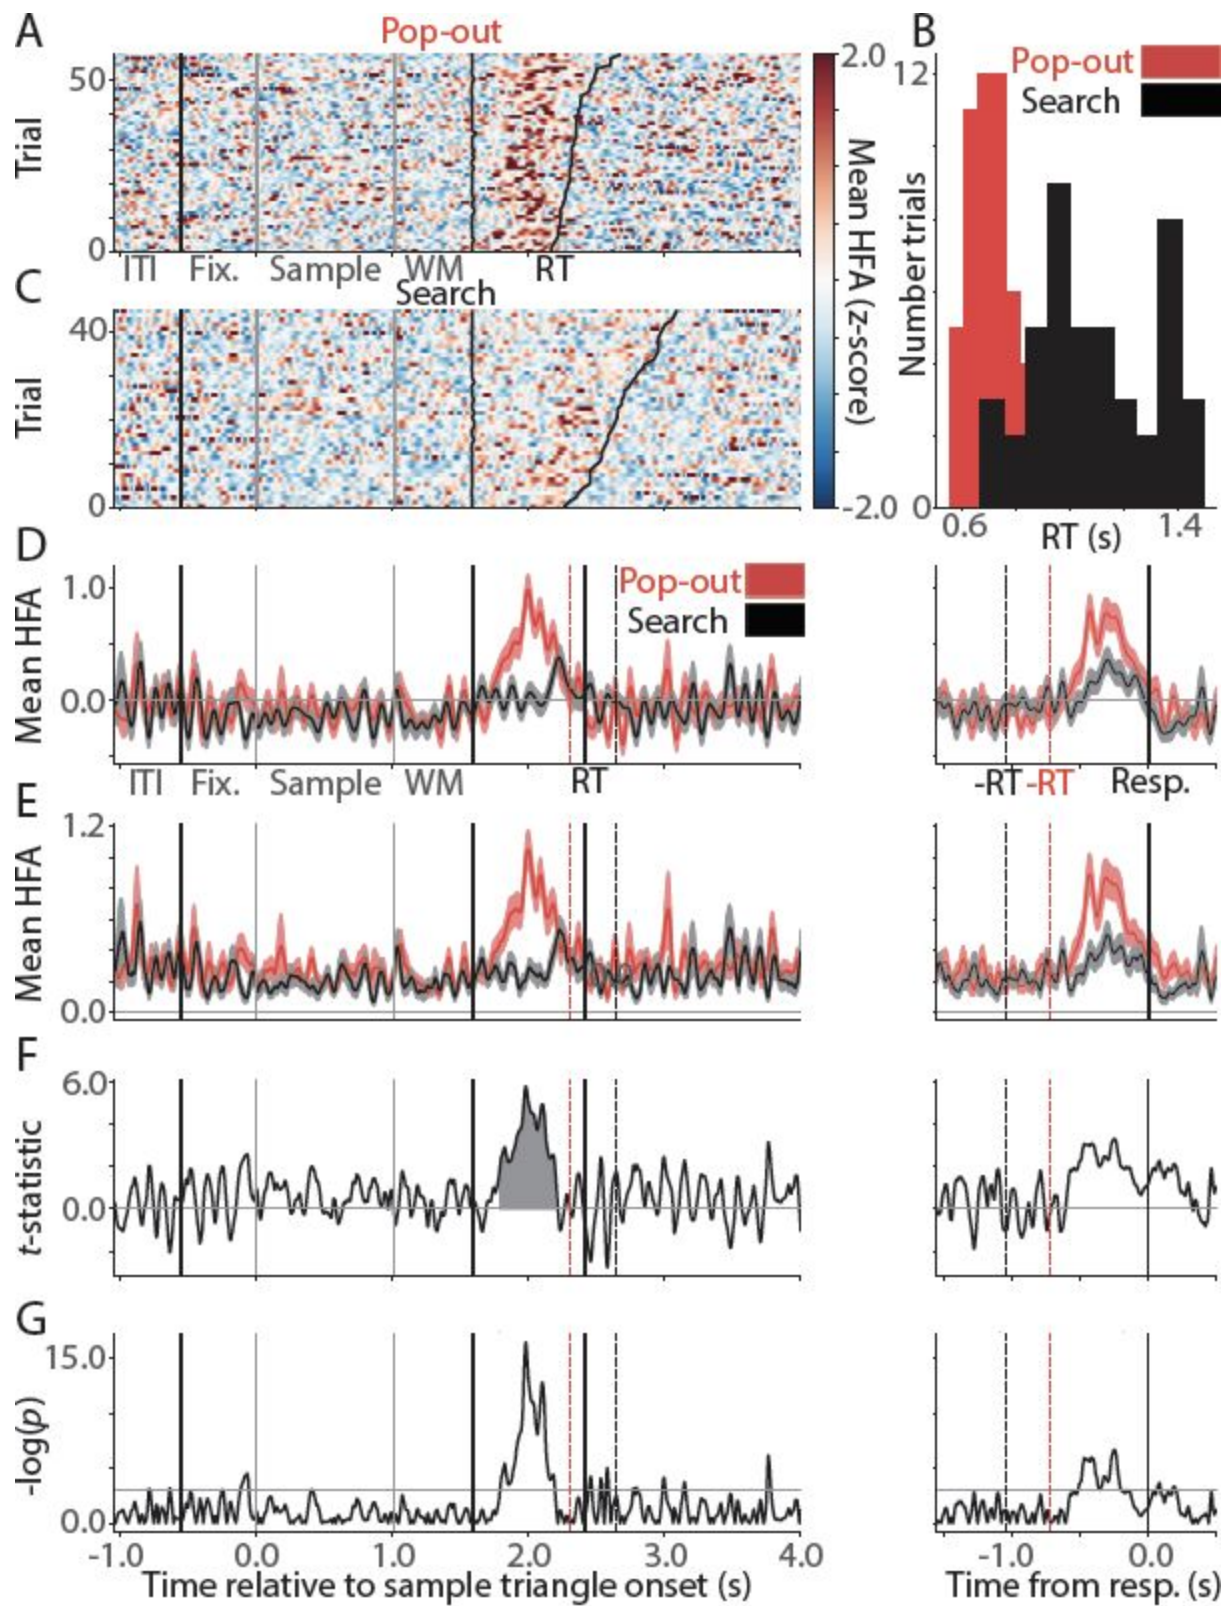 A
Pop-out
50
Trial
0
ITI Fix. Sample WM RT
2.0
Mean HFA (z-score)
-2.0
B
Pop-out
Search
12
Number trials
0
0.6 1.4
RT (s)
C
Search
40
Trial
0
D
Pop-out
Search
1.0
Mean HFA
0.0
ITI Fix. Sample WM RT
-RT -RT Resp.
E
1.2
Mean HFA
0.0
F
6.0
t-statistic
0.0
G
15.0
-log(p)
0.0
-1.0 0.0 1.0 2.0 3.0 4.0
Time relative to sample triangle onset (s)
-1.0 0.0
Time from resp. (s)